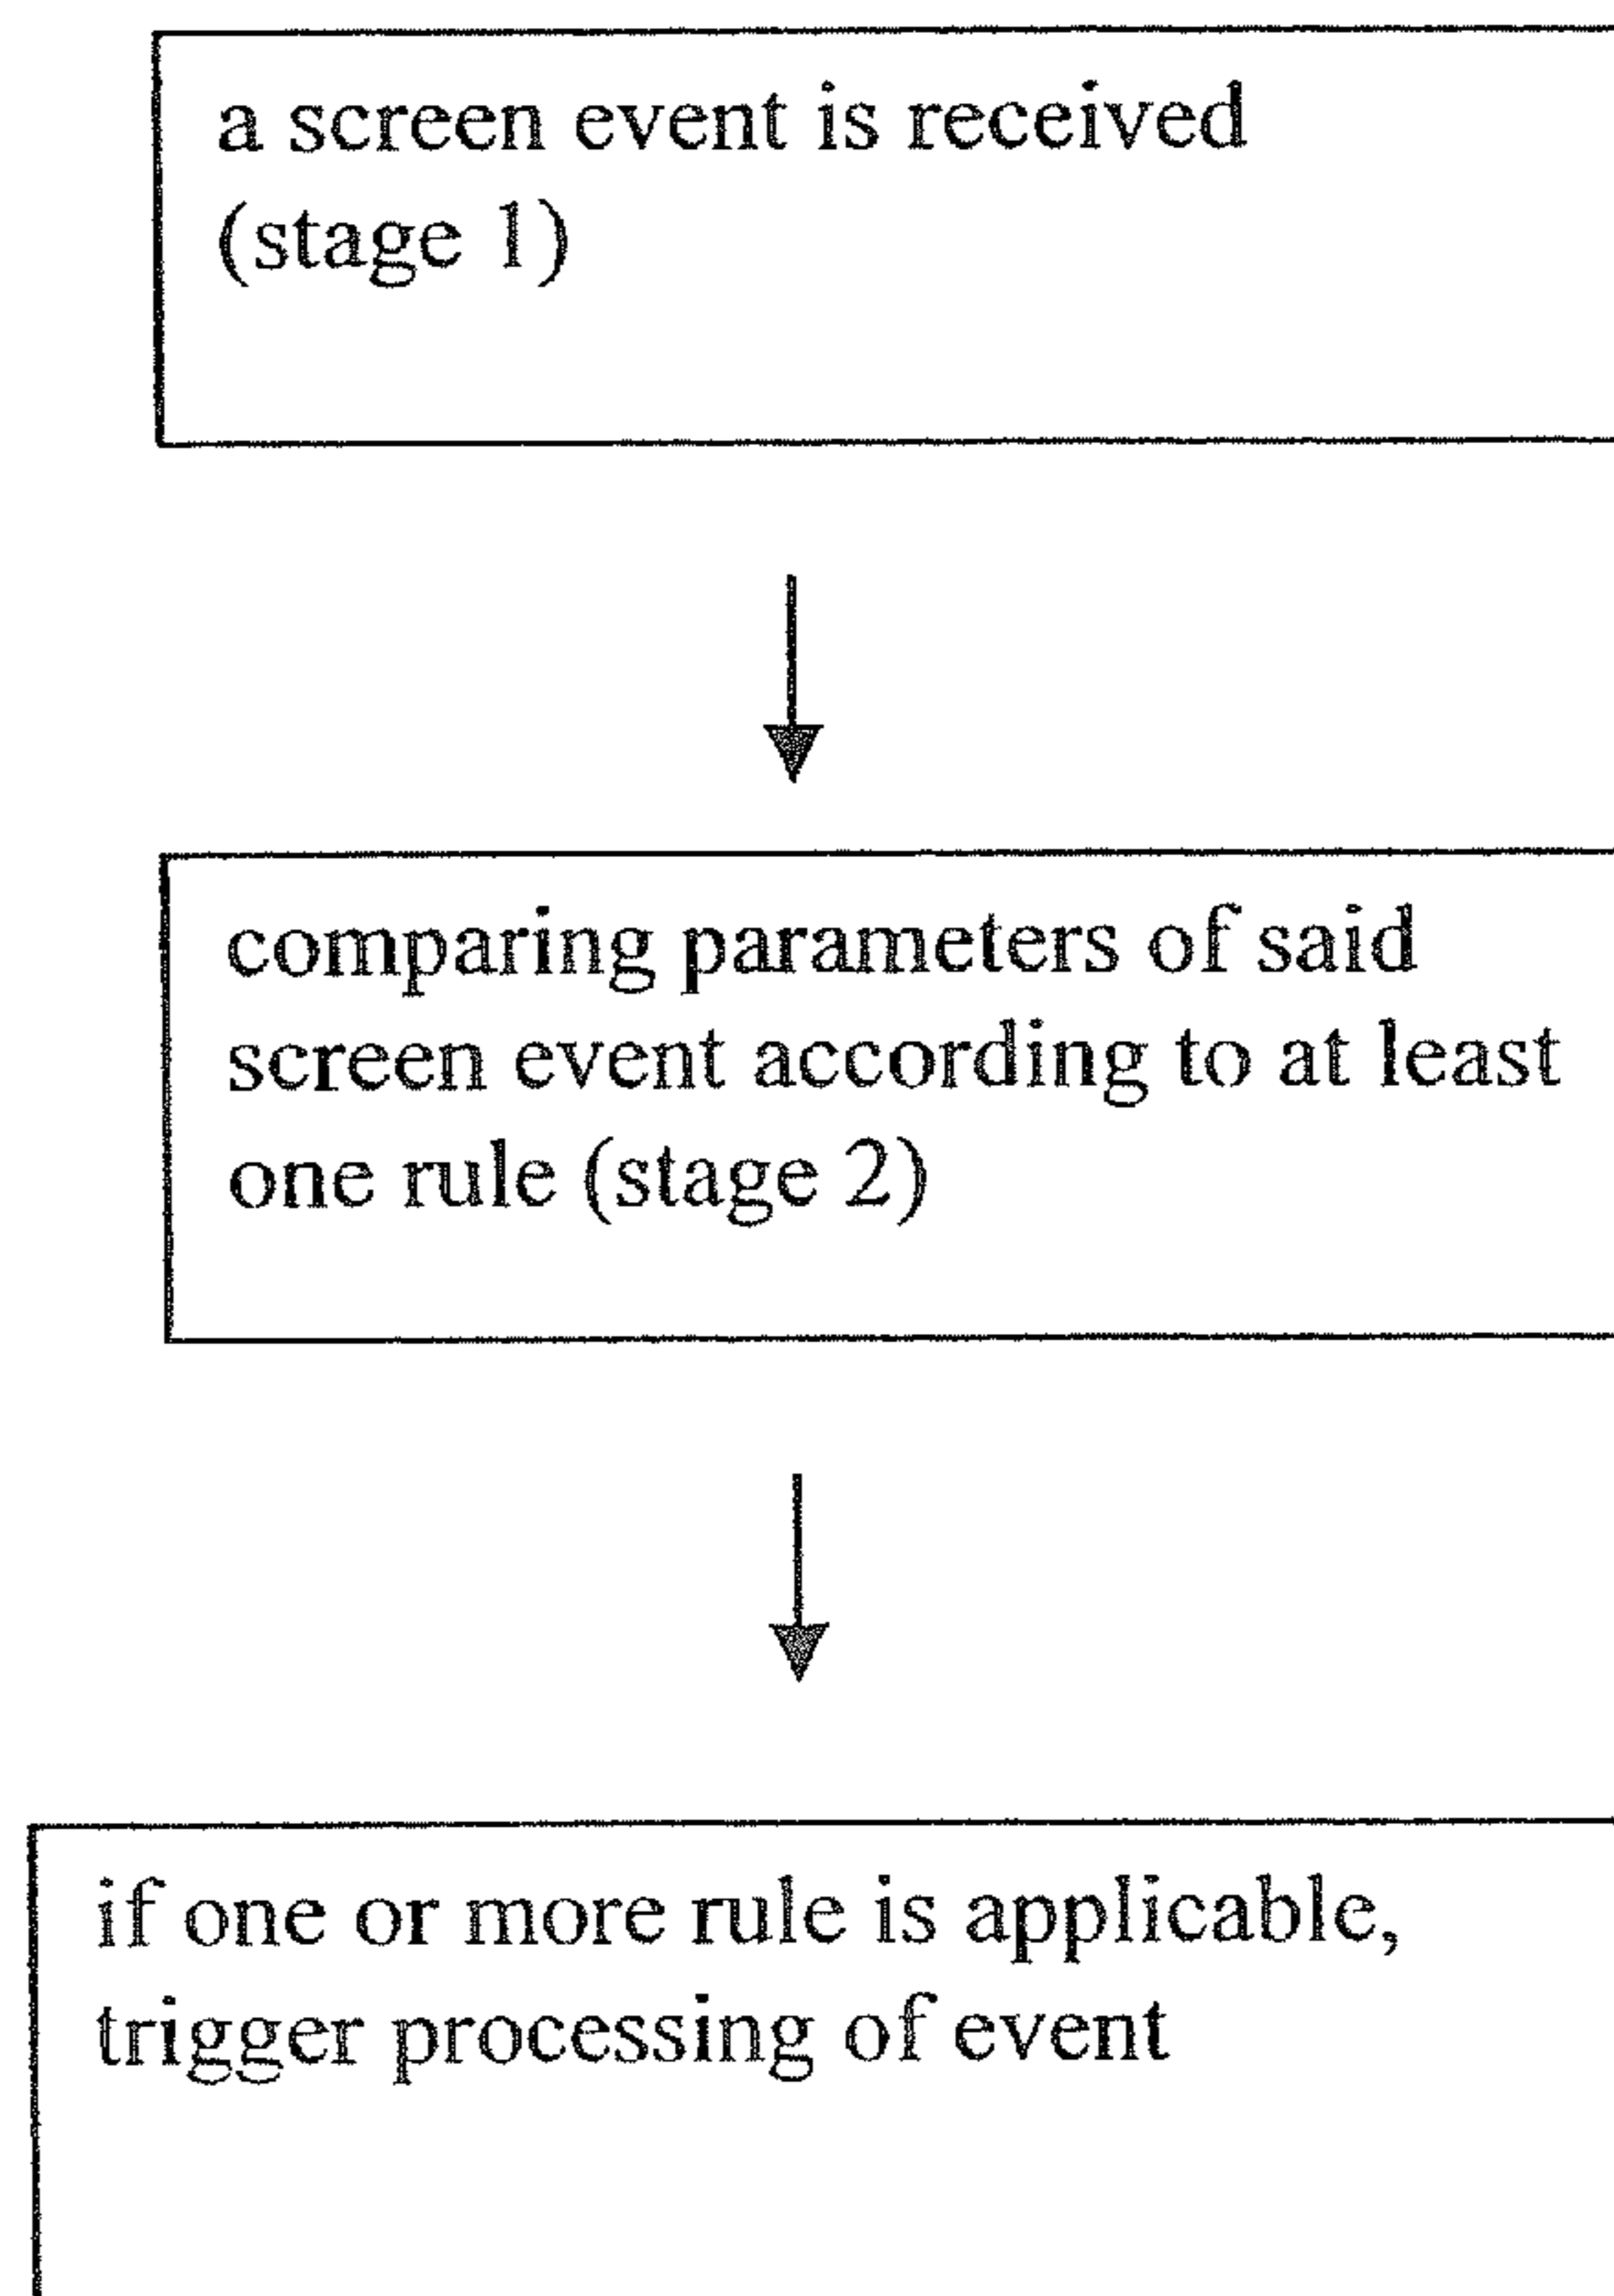 a screen event is received
(stage 1)
comparing parameters of said
screen event according to at least
one rule (stage 2)
if one or more rule is applicable,
trigger processing of event